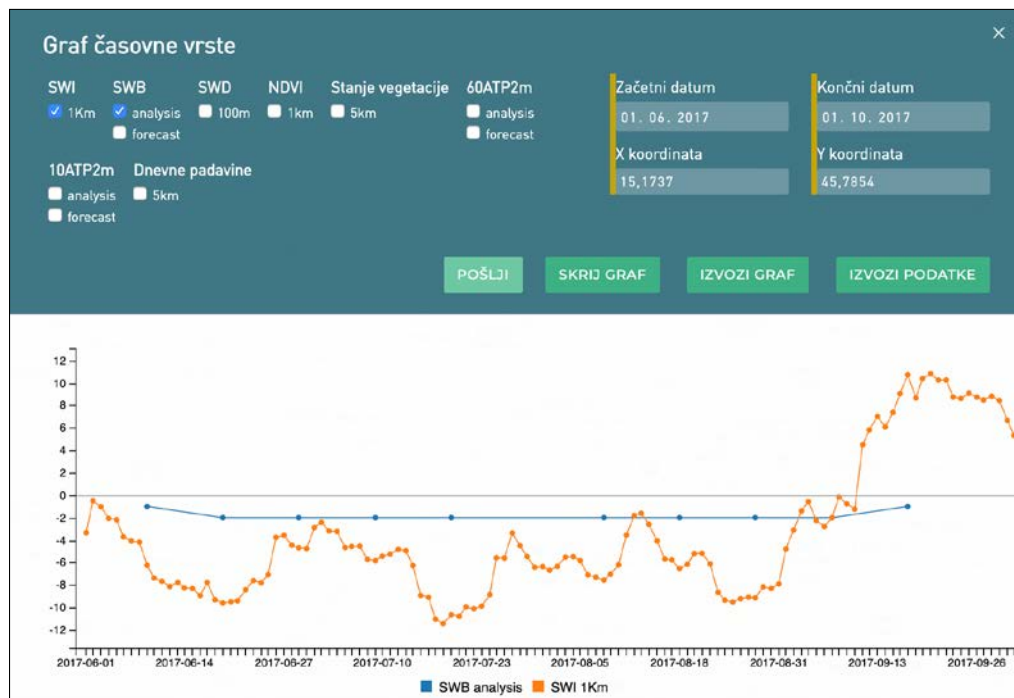 Graf časovne vrste
×
SWI SWB SWD NDVI Stanje vegetacije 60ATP2m
1Km analysis 100m 1km 5km analysis
forecast forecast
10ATP2m Dnevne padavine
analysis 5km
forecast
Začetni datum Končni datum
01. 06. 2017 01. 10. 2017
X koordinata Y koordinata
15,1737 45,7854
POŠLJI SKRIJ GRAF IZVOZI GRAF IZVOZI PODATKE
12
10
8
6
4
2
0
-2
-4
-6
-8
-10
-12
2017-06-01 2017-06-14 2017-06-27 2017-07-10 2017-07-23 2017-08-05 2017-08-18 2017-08-31 2017-09-13 2017-09-26
SWB analysis SWI 1Km